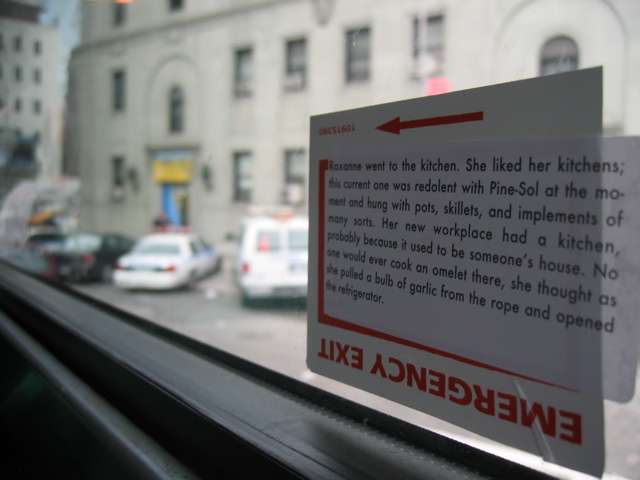 Roxanne went to the kitchen. She liked her kitchens;
this current one was redolent with Pine-Sol at the mo-
ment and hung with pots, skillets, and implements of
many sorts. Her new workplace had a kitchen,
probably because it used to be someone's house. No
one would ever cook an omelet there, she thought as
she pulled a bulb of garlic from the rope and opened
the refrigerator.
EMERGENCY EXIT